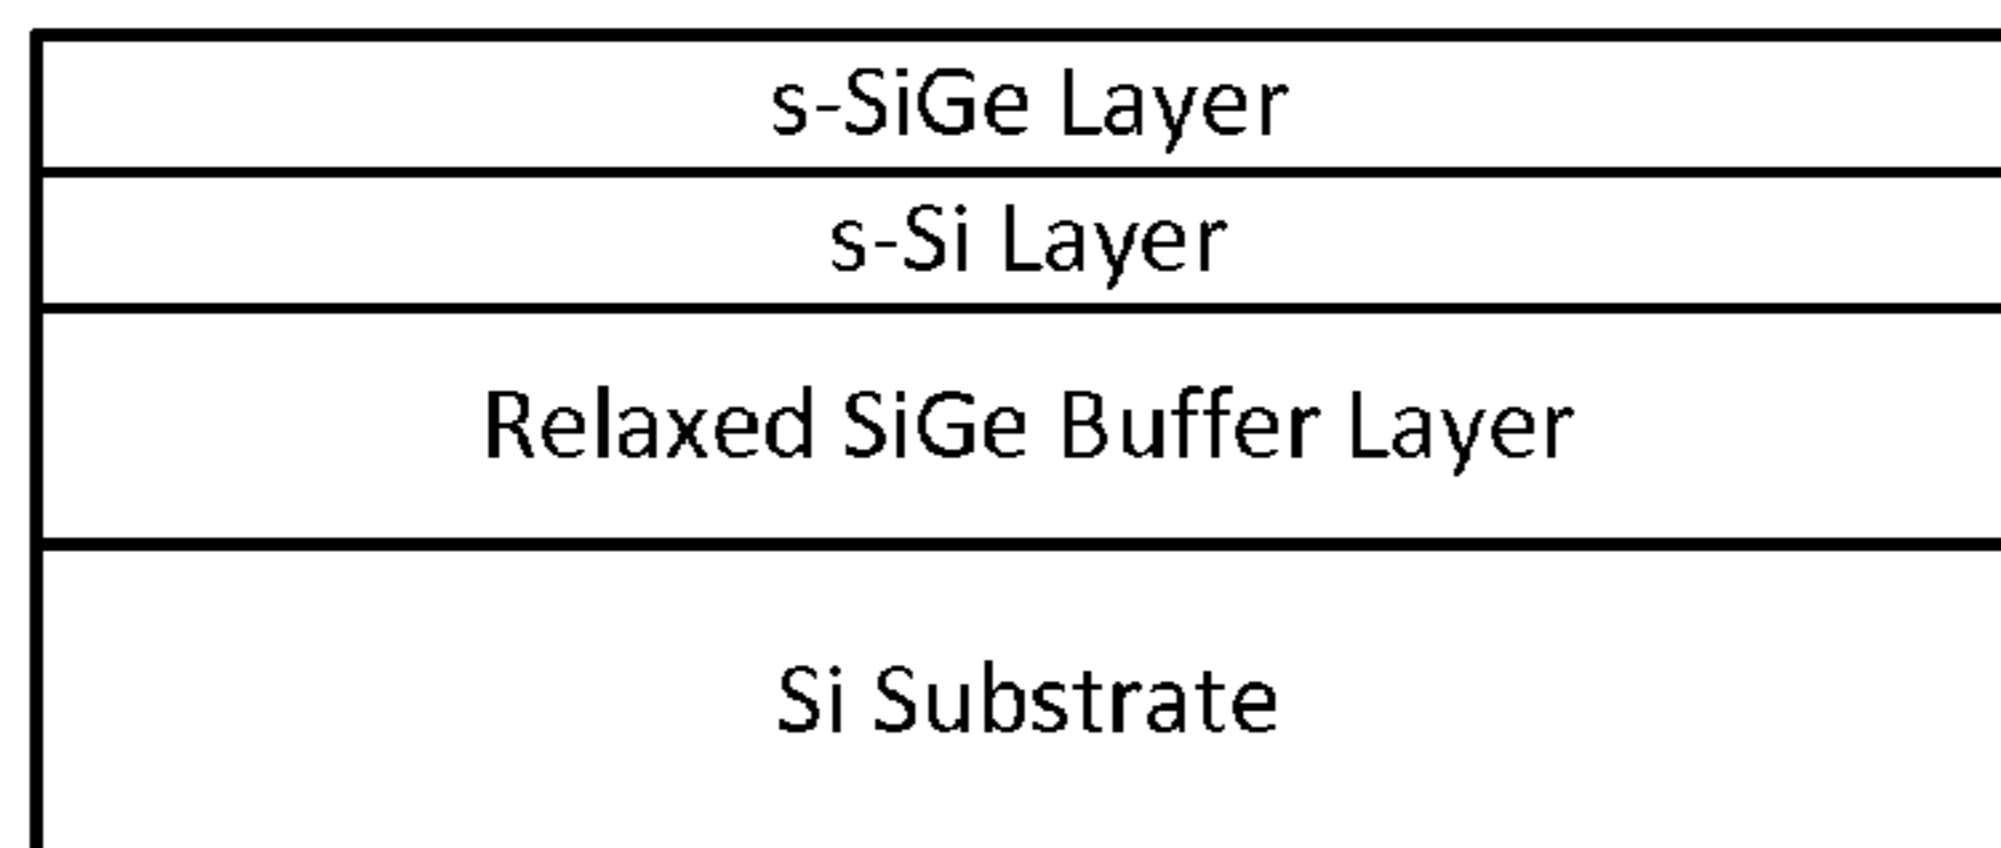 s-SiGe Layer
s-Si Layer
Relaxed SiGe Buffer Layer
Si Substrate